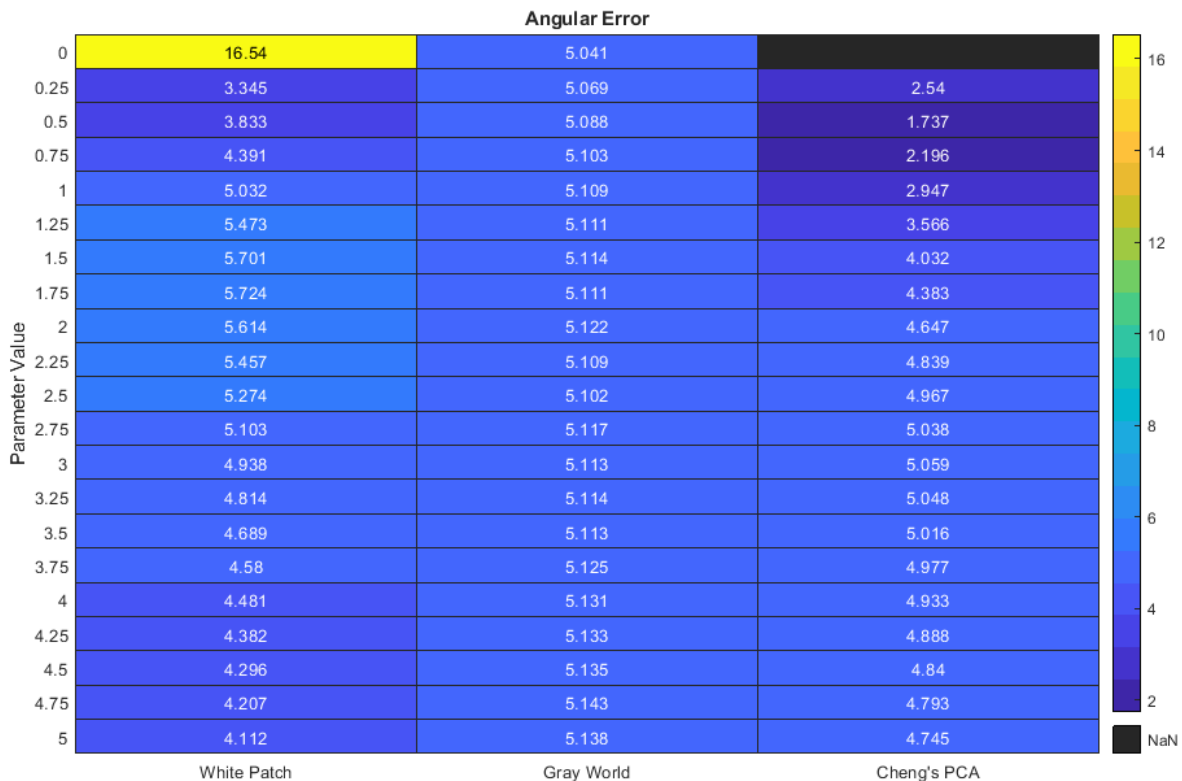 Angular Error
0 16.54 5.041
0.25 3.345 5.069 2.54
0.5 3.833 5.088 1.737
0.75 4.391 5.103 2.196
1 5.032 5.109 2.947
1.25 5.473 5.111 3.566
1.5 5.701 5.114 4.032
1.75 5.724 5.111 4.383
2 5.614 5.122 4.647
2.25 5.457 5.109 4.839
2.5 5.274 5.102 4.967
2.75 5.103 5.117 5.038
3 4.938 5.113 5.059
3.25 4.814 5.114 5.048
3.5 4.689 5.113 5.016
3.75 4.58 5.125 4.977
4 4.481 5.131 4.933
4.25 4.382 5.133 4.888
4.5 4.296 5.135 4.84
4.75 4.207 5.143 4.793
5 4.112 5.138 4.745
Parameter Value
White Patch Gray World Cheng's PCA
16
14
12
10
8
6
4
2
NaN